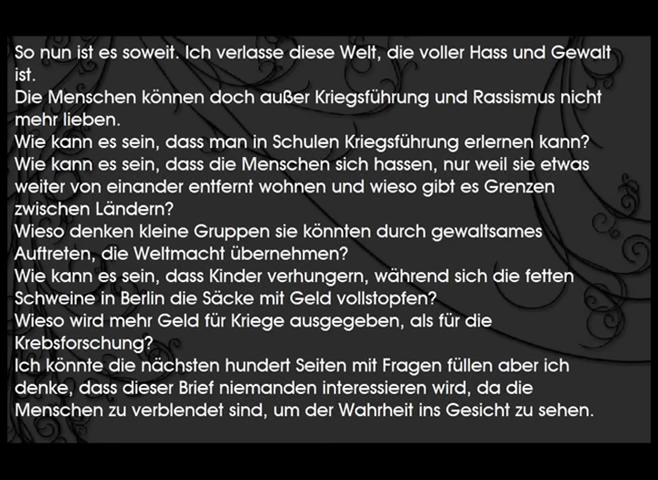 So nun ist es soweit. Ich verlasse diese Welt, die voller Hass und Gewalt
ist.
Die Menschen können doch außer Kriegsführung und Rassismus nicht
mehr lieben.
Wie kann es sein, dass man in Schulen Kriegsführung erlernen kann?
Wie kann es sein, dass die Menschen sich hassen, nur weil sie etwas
weiter von einander entfernt wohnen und wieso gibt es Grenzen
zwischen Ländern?
Wieso denken kleine Gruppen sie könnten durch gewaltsames
Auftreten, die Weltmacht übernehmen?
Wie kann es sein, dass Kinder verhungern, während sich die fetten
Schweine in Berlin die Säcke mit Geld vollstopfen?
Wieso wird mehr Geld für Kriege ausgegeben, als für die
Krebsforschung?
Ich könnte die nächsten hundert Seiten mit Fragen füllen aber ich
denke, dass dieser Brief niemanden interessieren wird, da die
Menschen zu verblendet sind, um der Wahrheit ins Gesicht zu sehen.